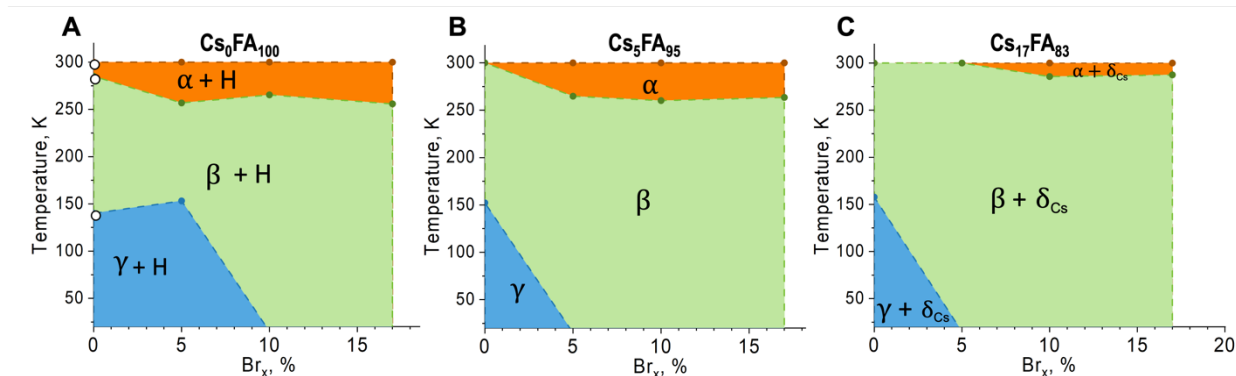 A
Cs₀FA₁₀₀
300
250
200
150
100
50
0
5
10
15
Temperature, K
Brₓ, %
α + H
β + H
γ + H
B
Cs₅FA₉₅
300
250
200
150
100
50
0
5
10
15
Temperature, K
Brₓ, %
α
β
γ
C
Cs₁₇FA₈₃
300
250
200
150
100
50
0
5
10
15
20
Temperature, K
Brₓ, %
α + δCs
β + δCs
γ + δCs